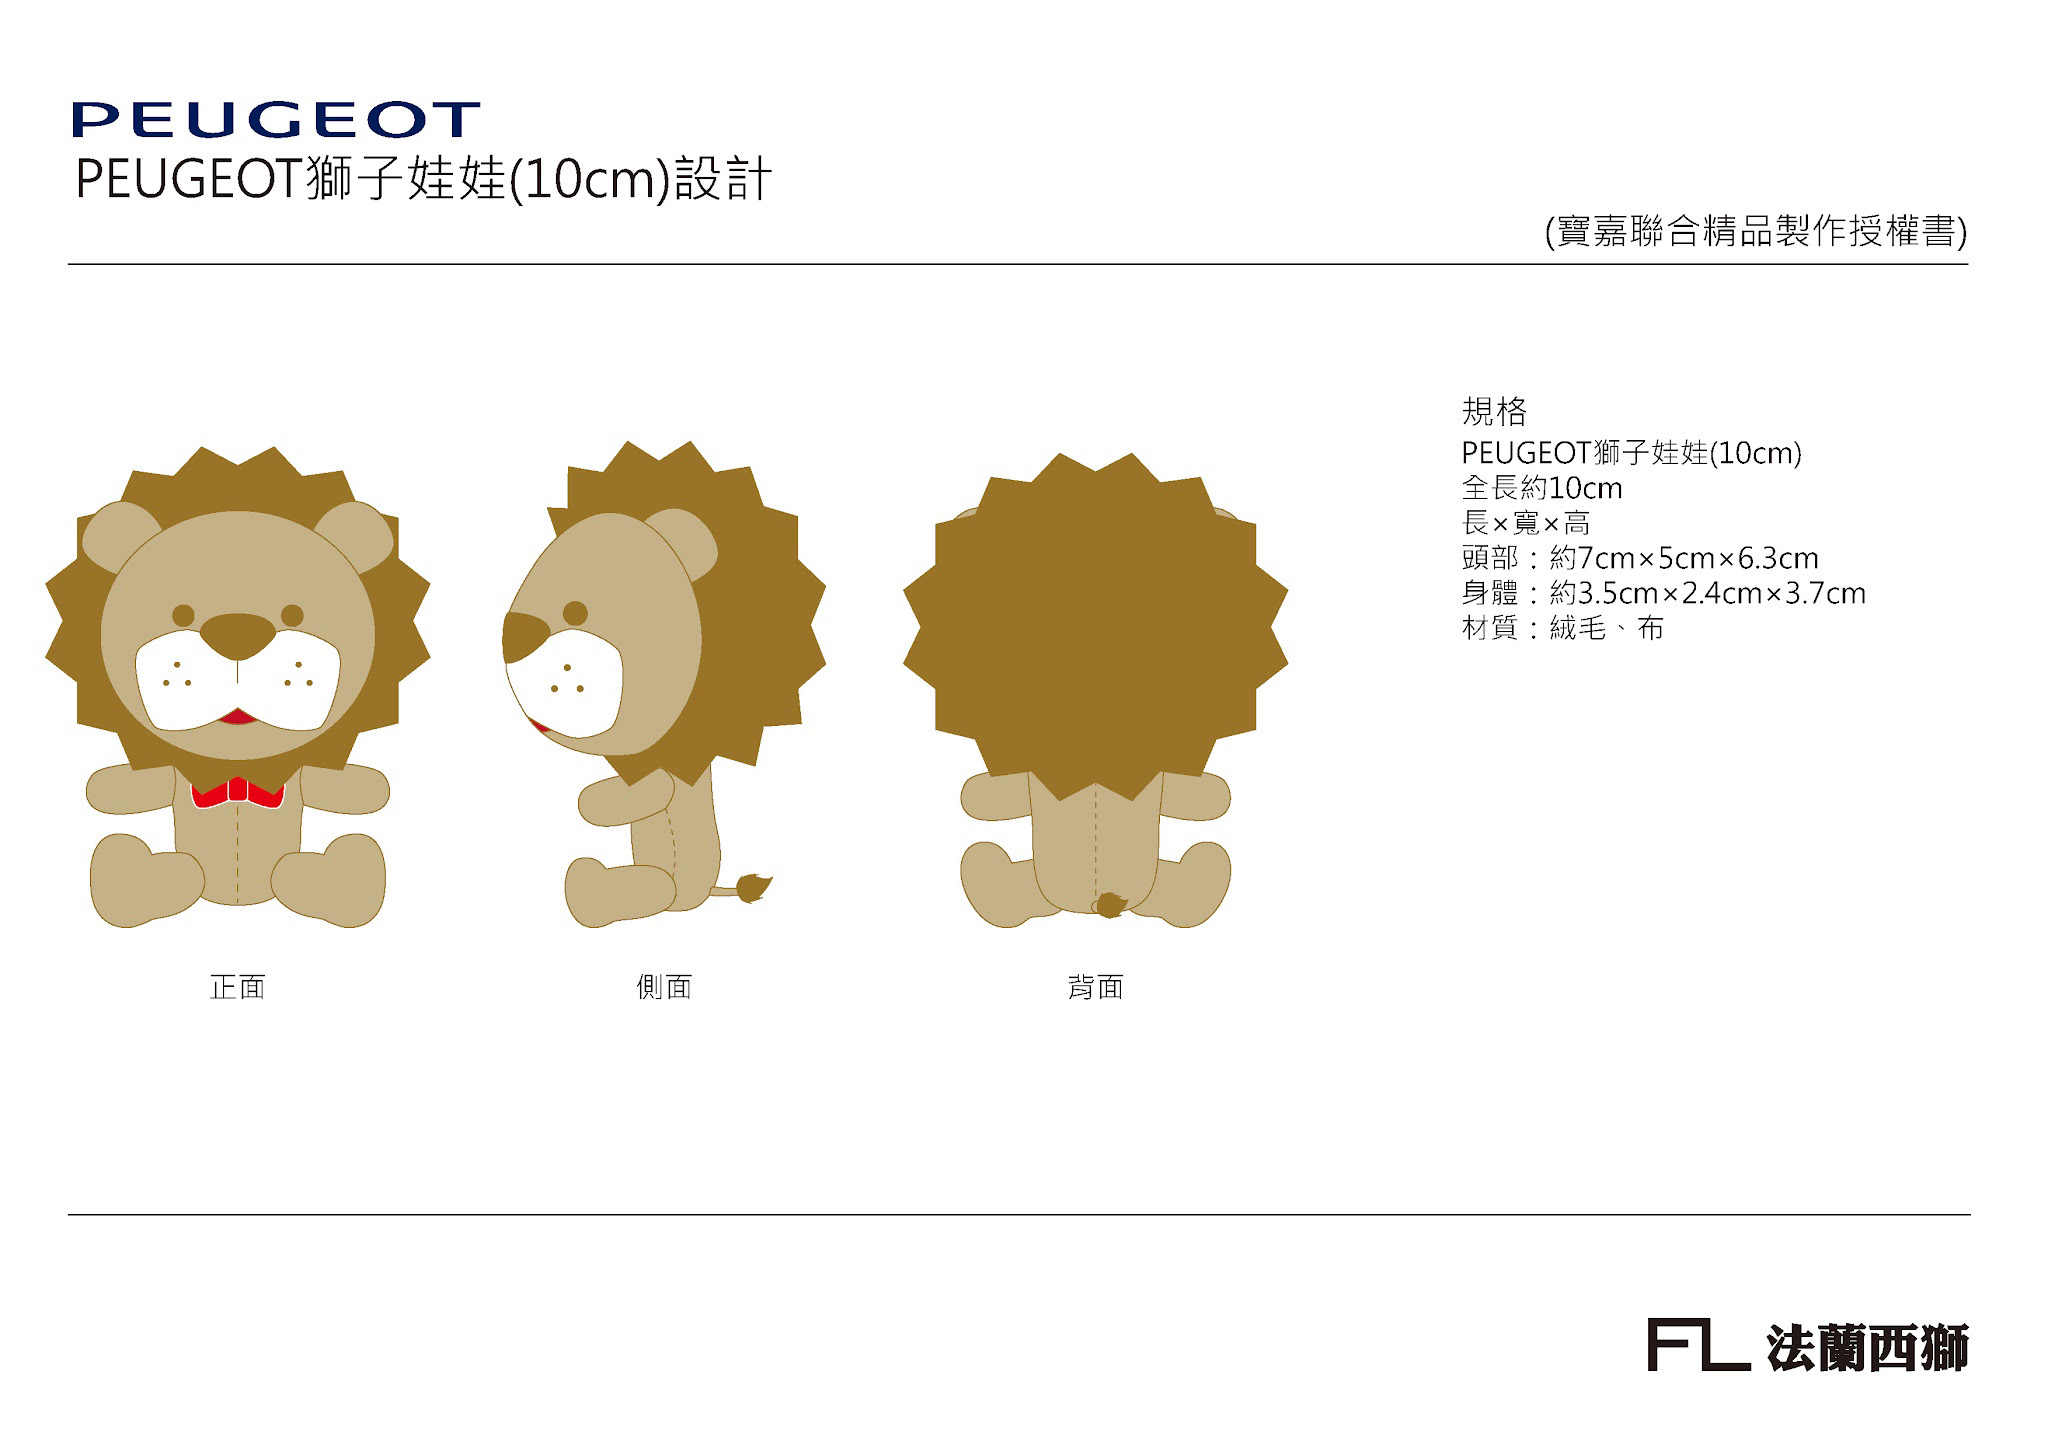 PEUGEOT
PEUGEOT獅子娃娃(10cm)設計
(寶嘉聯合精品製作授權書)
規格
PEUGEOT獅子娃娃(10cm)
全長約10cm
長×寬×高
頭部：約7cm×5cm×6.3cm
身體：約3.5cm×2.4cm×3.7cm
材質：絨毛、布
正面
側面
背面
FL 法蘭西獅